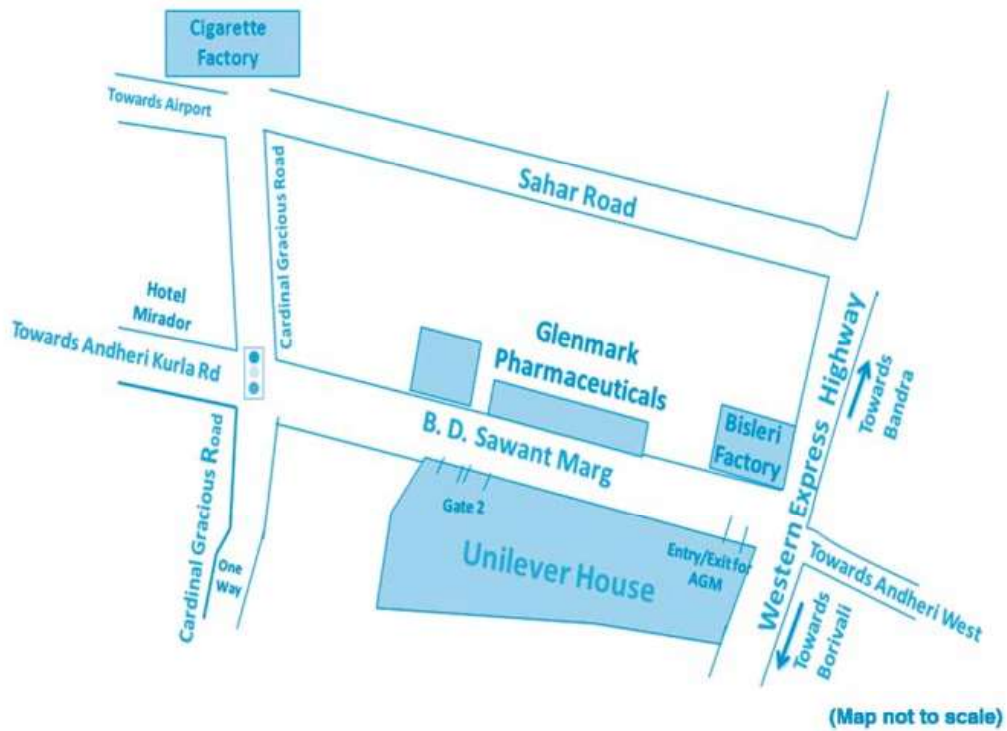 Cigarette
Factory
Towards Airport
Sahar Road
Cardinal Gracious Road
Hotel
Mirador
Towards Andheri Kurla Rd
Glenmark
Pharmaceuticals
B. D. Sawant Marg
Bisleri
Factory
Western Express Highway
Towards
Bandra
Gate 2
Unilever House
Entry/Exit for
AGM
Towards Andheri West
Cardinal Gracious Road
One
Way
Towards
Borivali
(Map not to scale)